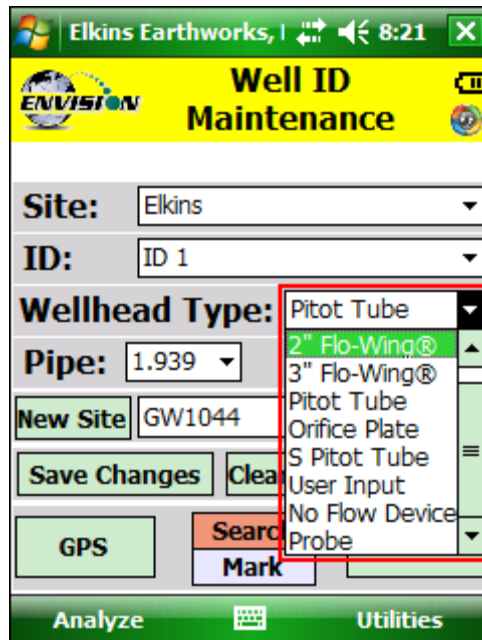 Elkins Earthworks, 8:21
ENVISION
Well ID
Maintenance
Site: Elkins
ID: ID 1
Wellhead Type: Pitot Tube
2" Flo-Wing®
3" Flo-Wing®
Pitot Tube
Orifice Plate
S Pitot Tube
User Input
No Flow Device
Probe
Pipe: 1.939
New Site GW1044
Save Changes Clea
GPS
Searc
Mark
Analyze Utilities